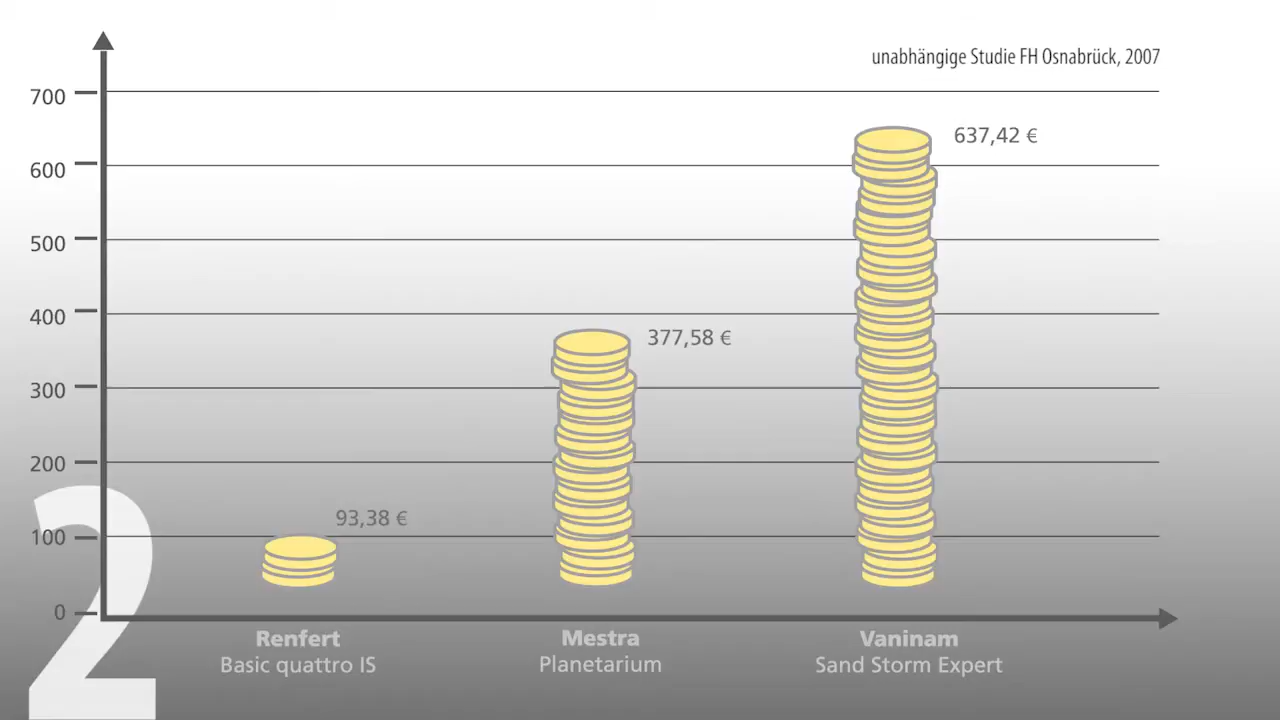 unabhängige Studie FH Osnabrück, 2007
700
637,42 €
600
500
400
377,58 €
300
200
93,38 €
100
0
2
Renfert
Basic quattro IS
Mestra
Planetarium
Vaninam
Sand Storm Expert